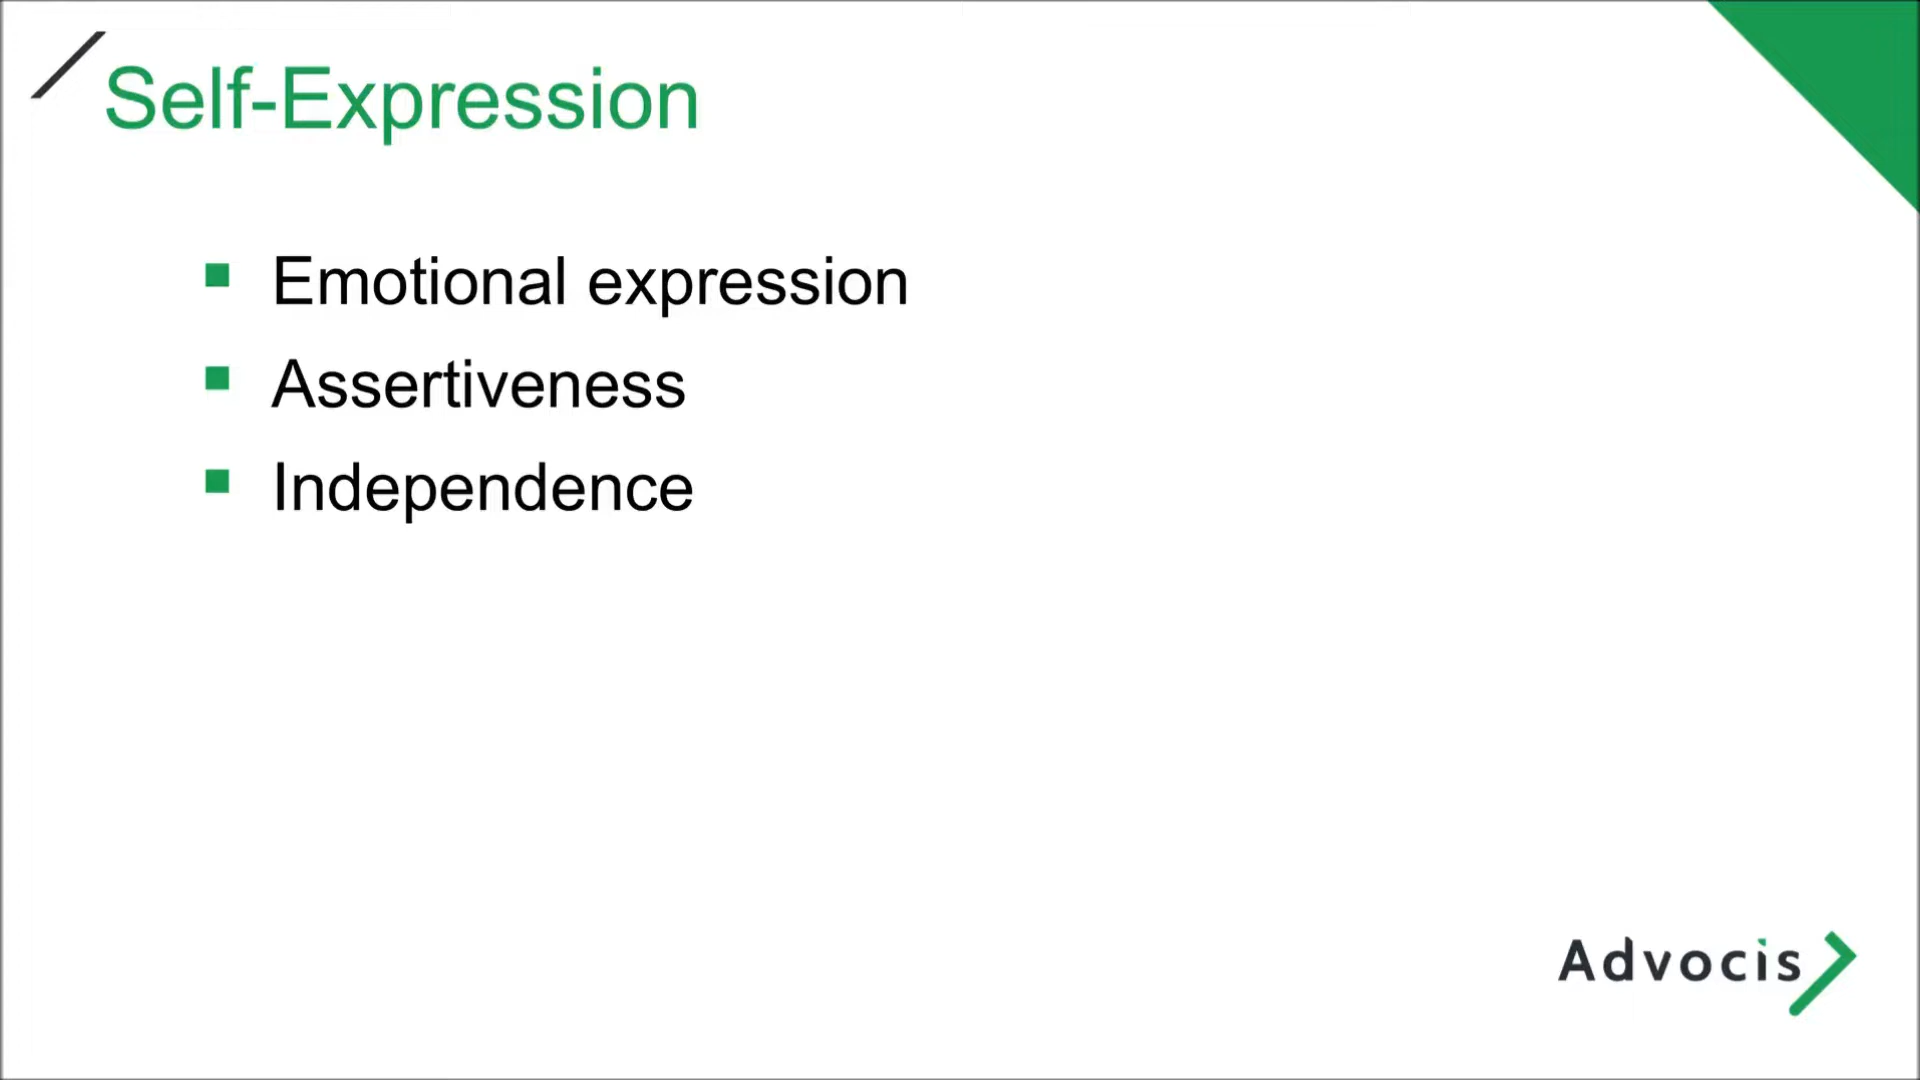 Self-Expression
Emotional expression
Assertiveness
Independence
Advocis